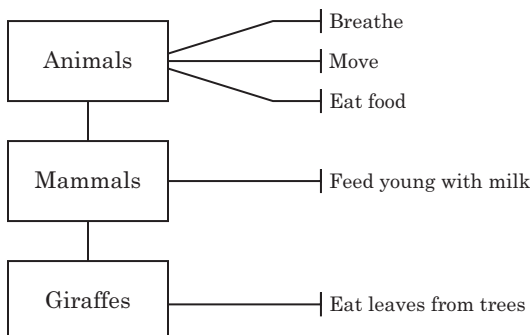 Animals
Breathe
Move
Eat food
Mammals
Feed young with milk
Giraffes
Eat leaves from trees